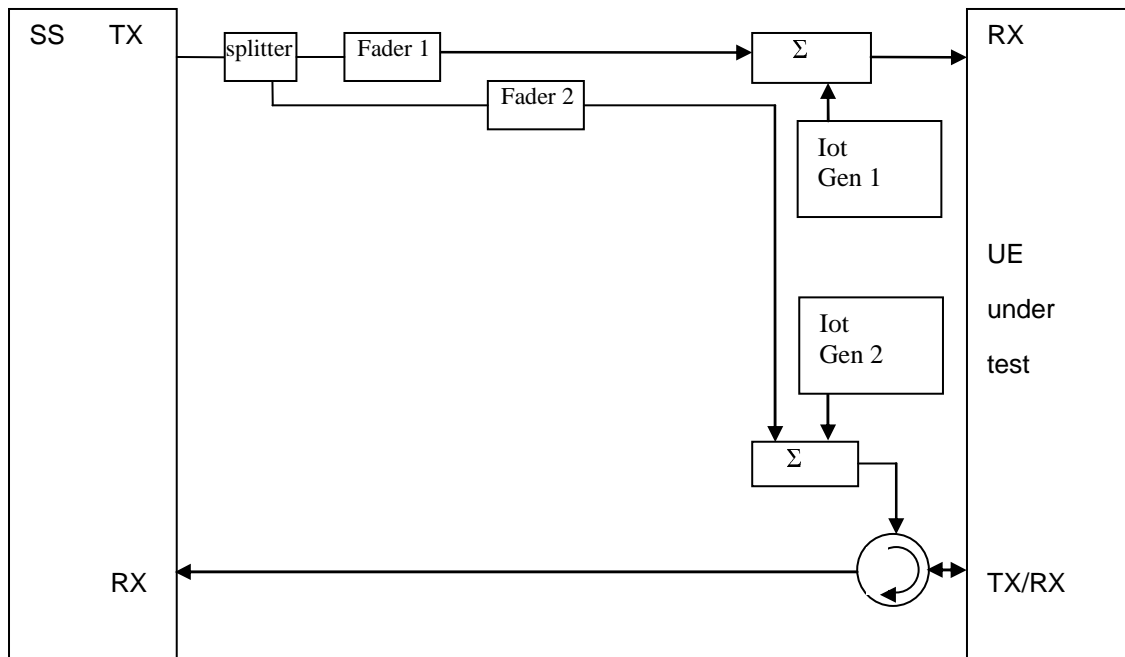 SS TX
splitter
Fader 1
Fader 2
Σ
RX
Iot
Gen 1
UE
under
test
Iot
Gen 2
Σ
RX
TX/RX